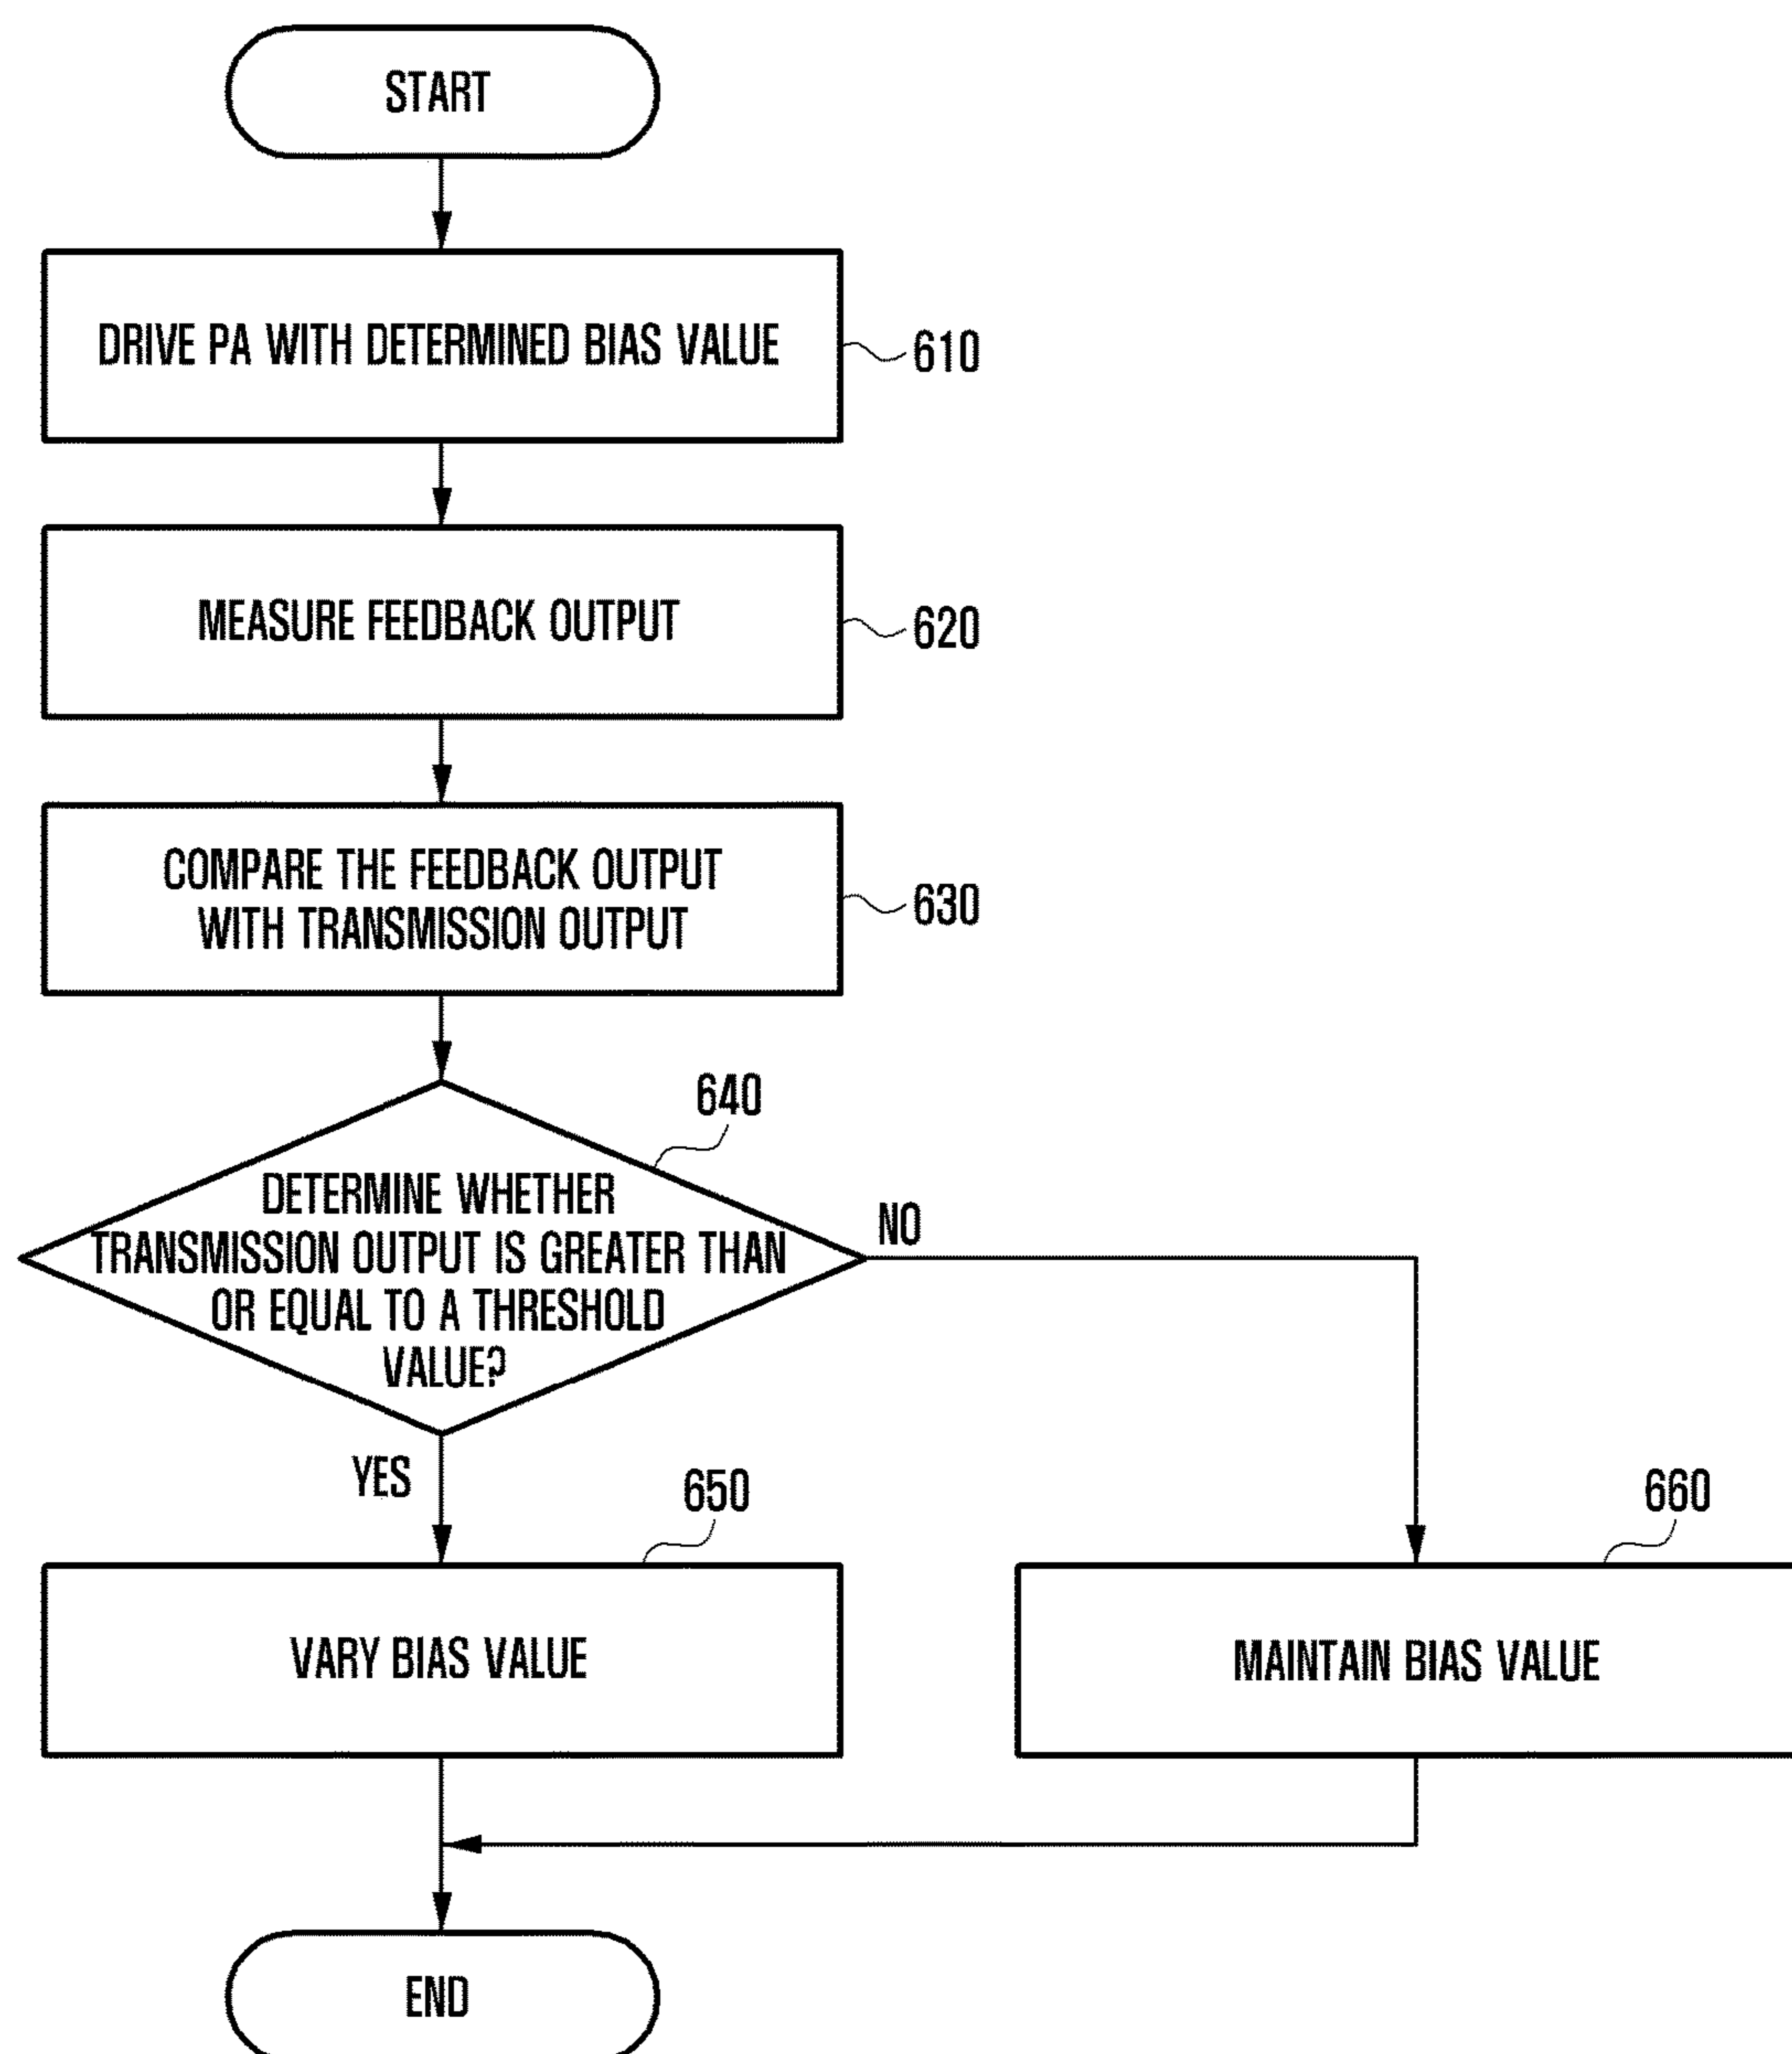 START
DRIVE PA WITH DETERMINED BIAS VALUE
610
MEASURE FEEDBACK OUTPUT
620
COMPARE THE FEEDBACK OUTPUT
WITH TRANSMISSION OUTPUT
630
640
DETERMINE WHETHER
TRANSMISSION OUTPUT IS GREATER THAN
OR EQUAL TO A THRESHOLD
VALUE?
NO
YES
650
VARY BIAS VALUE
660
MAINTAIN BIAS VALUE
END